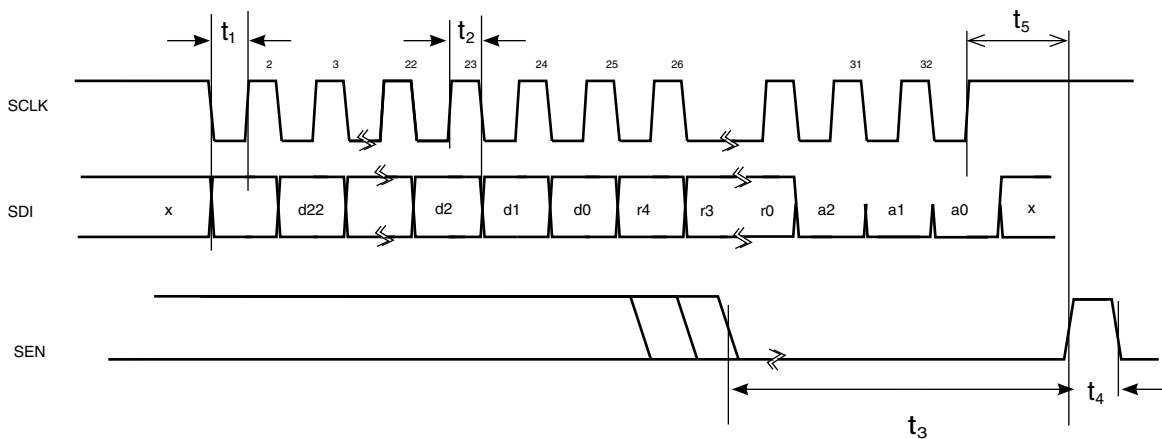 t1 t2 t5
2 3 22 23 24 25 26 31 32
SCLK
SDI x d22 d2 d1 d0 r4 r3 r0 a2 a1 a0 x
SEN
t4
t3